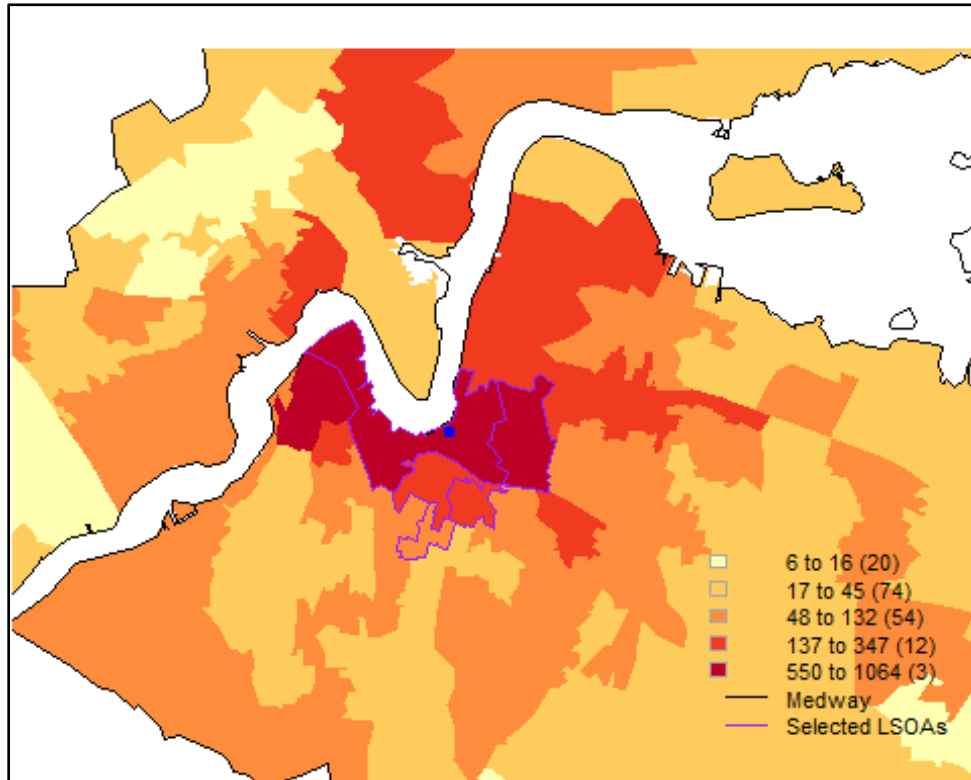 6 to 16 (20)
17 to 45 (74)
48 to 132 (54)
137 to 347 (12)
550 to 1064 (3)
Medway
Selected LSOAs